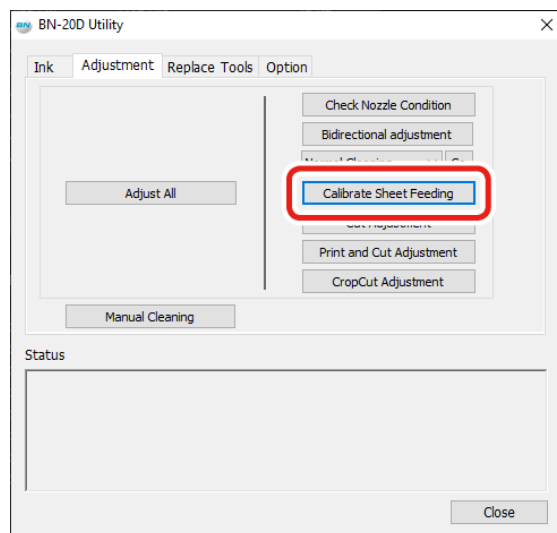 BN-20D Utility
Ink Adjustment Replace Tools Option
Check Nozzle Condition
Bidirectional adjustment
Adjust All
Calibrate Sheet Feeding
Print and Cut Adjustment
CropCut Adjustment
Manual Cleaning
Status
Close